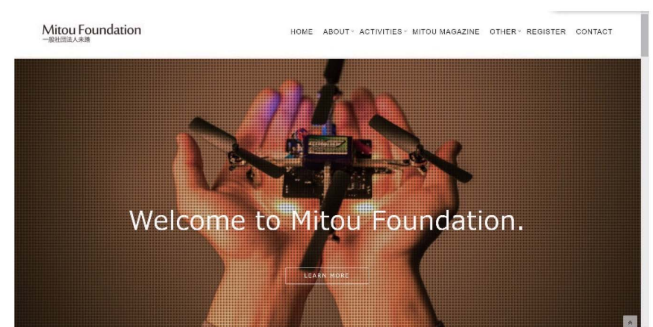 Mitou Foundation
一般社団法人未踏
HOME ABOUT ACTIVITIES MITOU MAGAZINE OTHER REGISTER CONTACT
Welcome to Mitou Foundation.
LEARN MORE